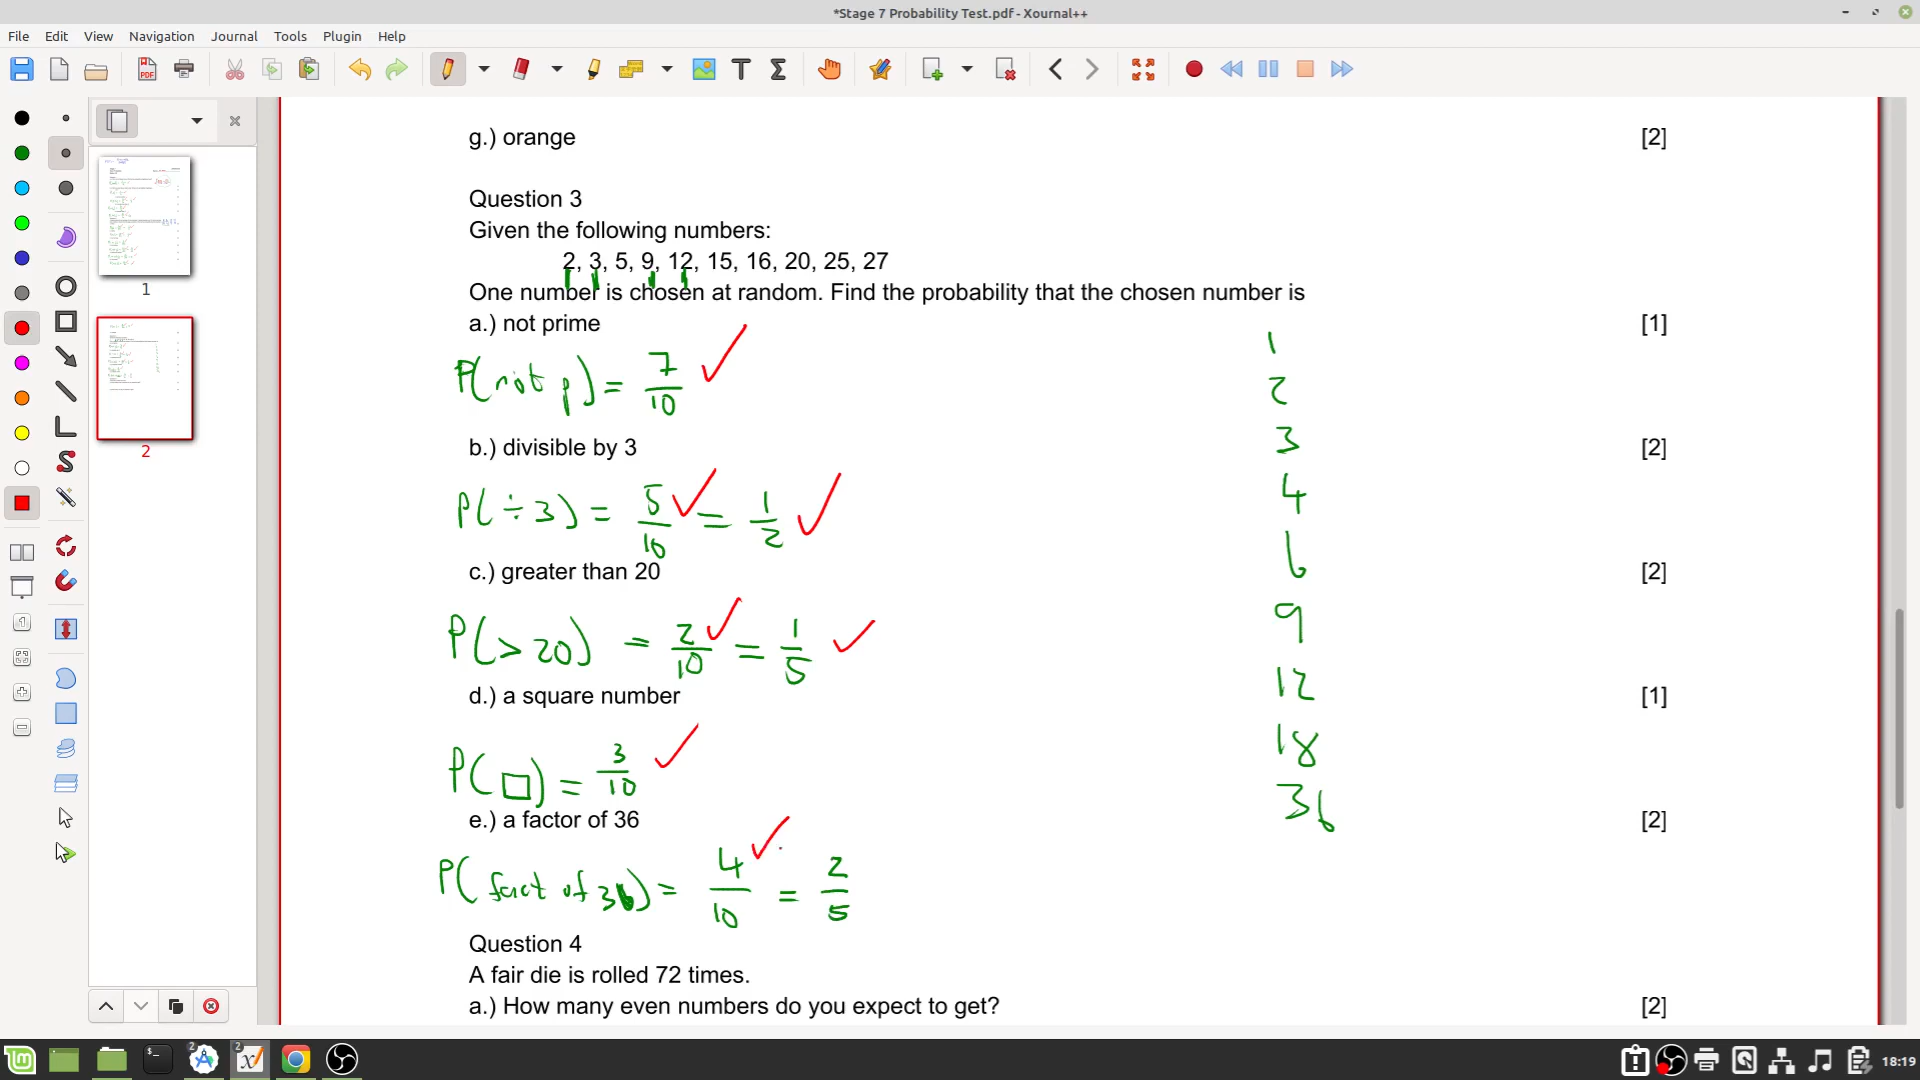 *Stage 7 Probability Test.pdf - Xournal++
File Edit View Navigation Journal Tools Plugin Help
g.) orange [2]
Question 3
Given the following numbers:
2, 3, 5, 9, 12, 15, 16, 20, 25, 27
One number is chosen at random. Find the probability that the chosen number is
a.) not prime [1]
P(not p) = 7/10
b.) divisible by 3 [2]
P(÷3) = 5/10 = 1/2
c.) greater than 20 [2]
P(>20) = 2/10 = 1/5
d.) a square number [1]
P(□) = 3/10
e.) a factor of 36 [2]
P(fact of 36) = 4/10 = 2/5
1
2
3
4
6
9
12
18
36
Question 4
A fair die is rolled 72 times.
a.) How many even numbers do you expect to get? [2]
1
2
18:19